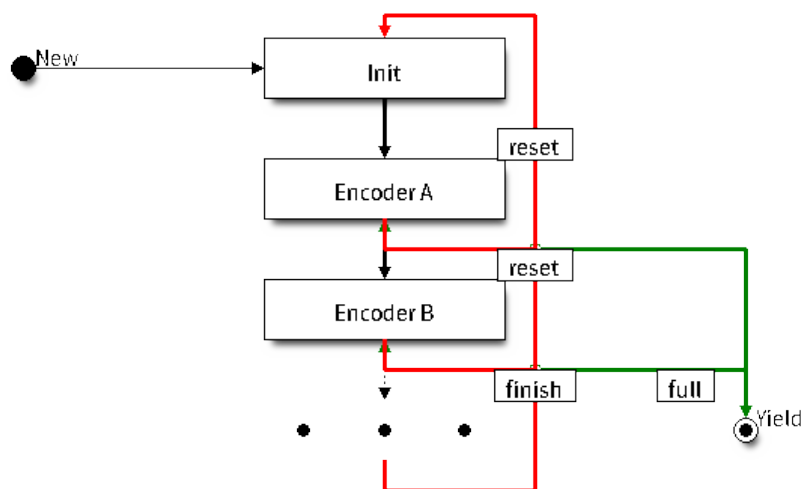 New
Init
reset
Encoder A
reset
Encoder B
finish
full
Yield